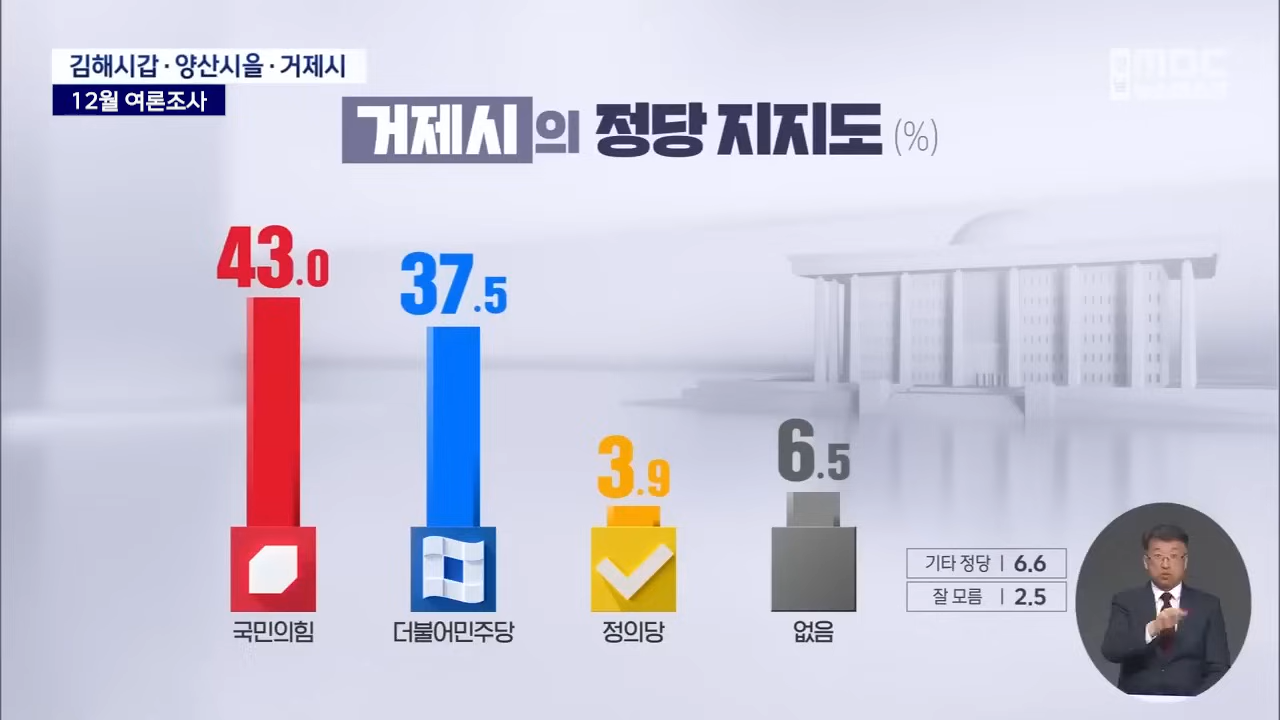 김해시갑·양산시을·거제시
12월 여론조사
MBC
거제시의 정당 지지도 (%)
43.0
37.5
3.9
6.5
기타 정당 | 6.6
잘 모름 | 2.5
국민의힘
더불어민주당
정의당
없음